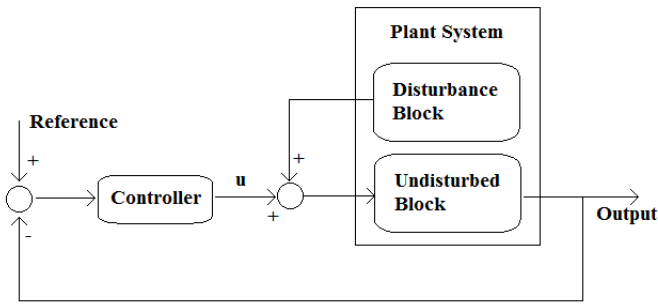 Plant System
Disturbance
Block
Reference
+
+
Controller
u
+
Undisturbed
Block
Output
-